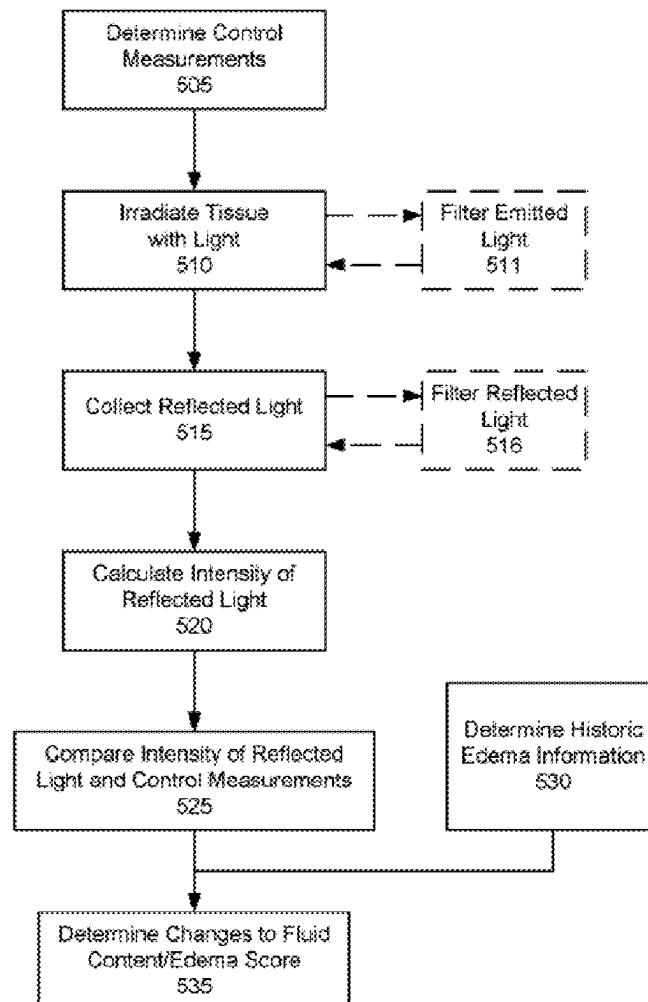 Determine Control
Measurements
505
Irradiate Tissue
with Light
510
Filter Emitted
Light
511
Collect Reflected Light
515
Filter Reflected
Light
516
Calculate Intensity of
Reflected Light
520
Compare Intensity of Reflected
Light and Control Measurements
525
Determine Historic
Edema Information
530
Determine Changes to Fluid
Content/Edema Score
535